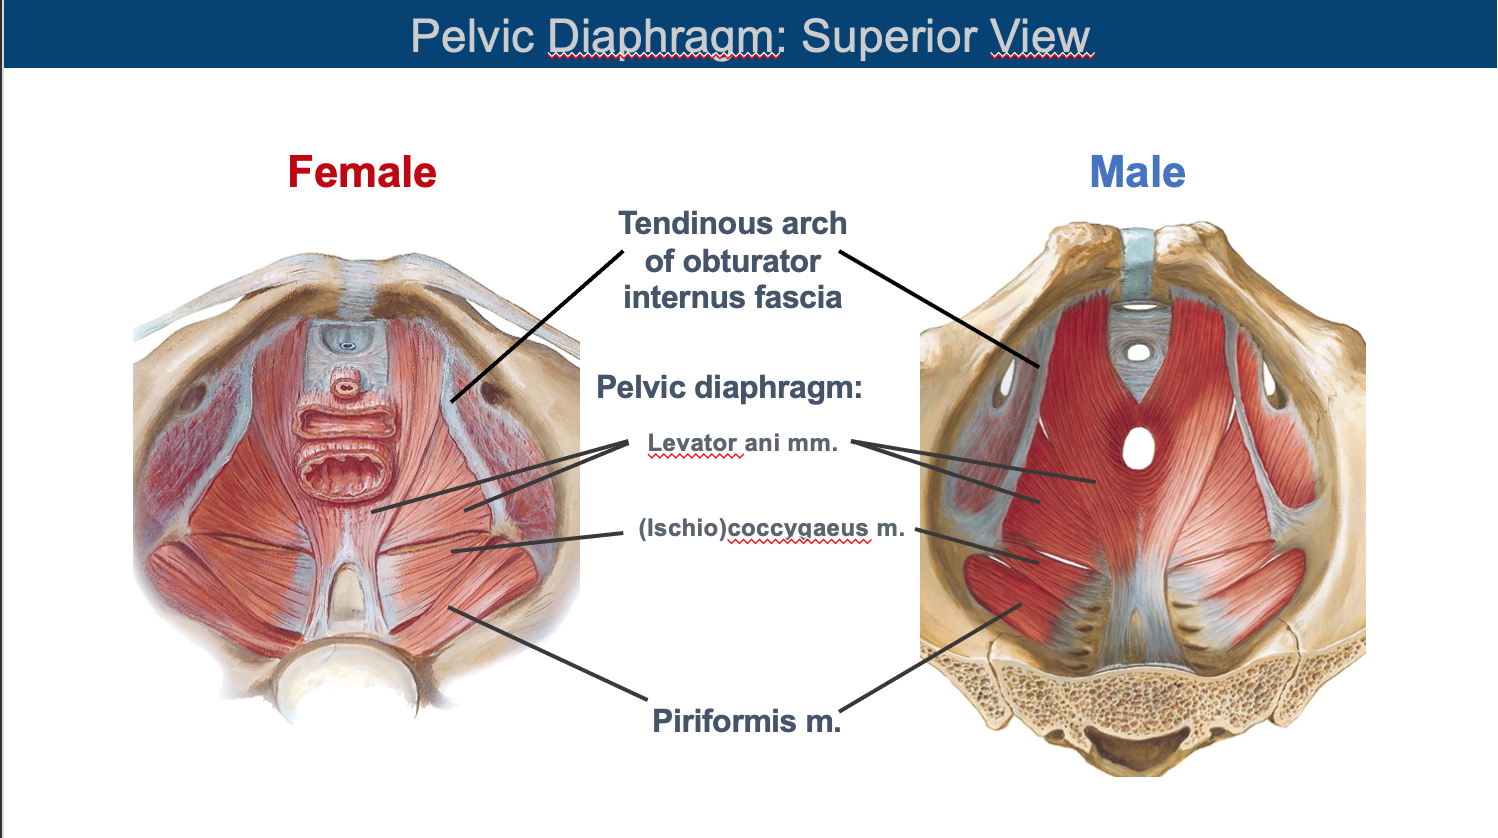 Pelvic Diaphragm: Superior View
Female
Male
Tendinous arch
of obturator
internus fascia
Pelvic diaphragm:
Levator ani mm.
(Ischio)coccygaeus m.
Piriformis m.